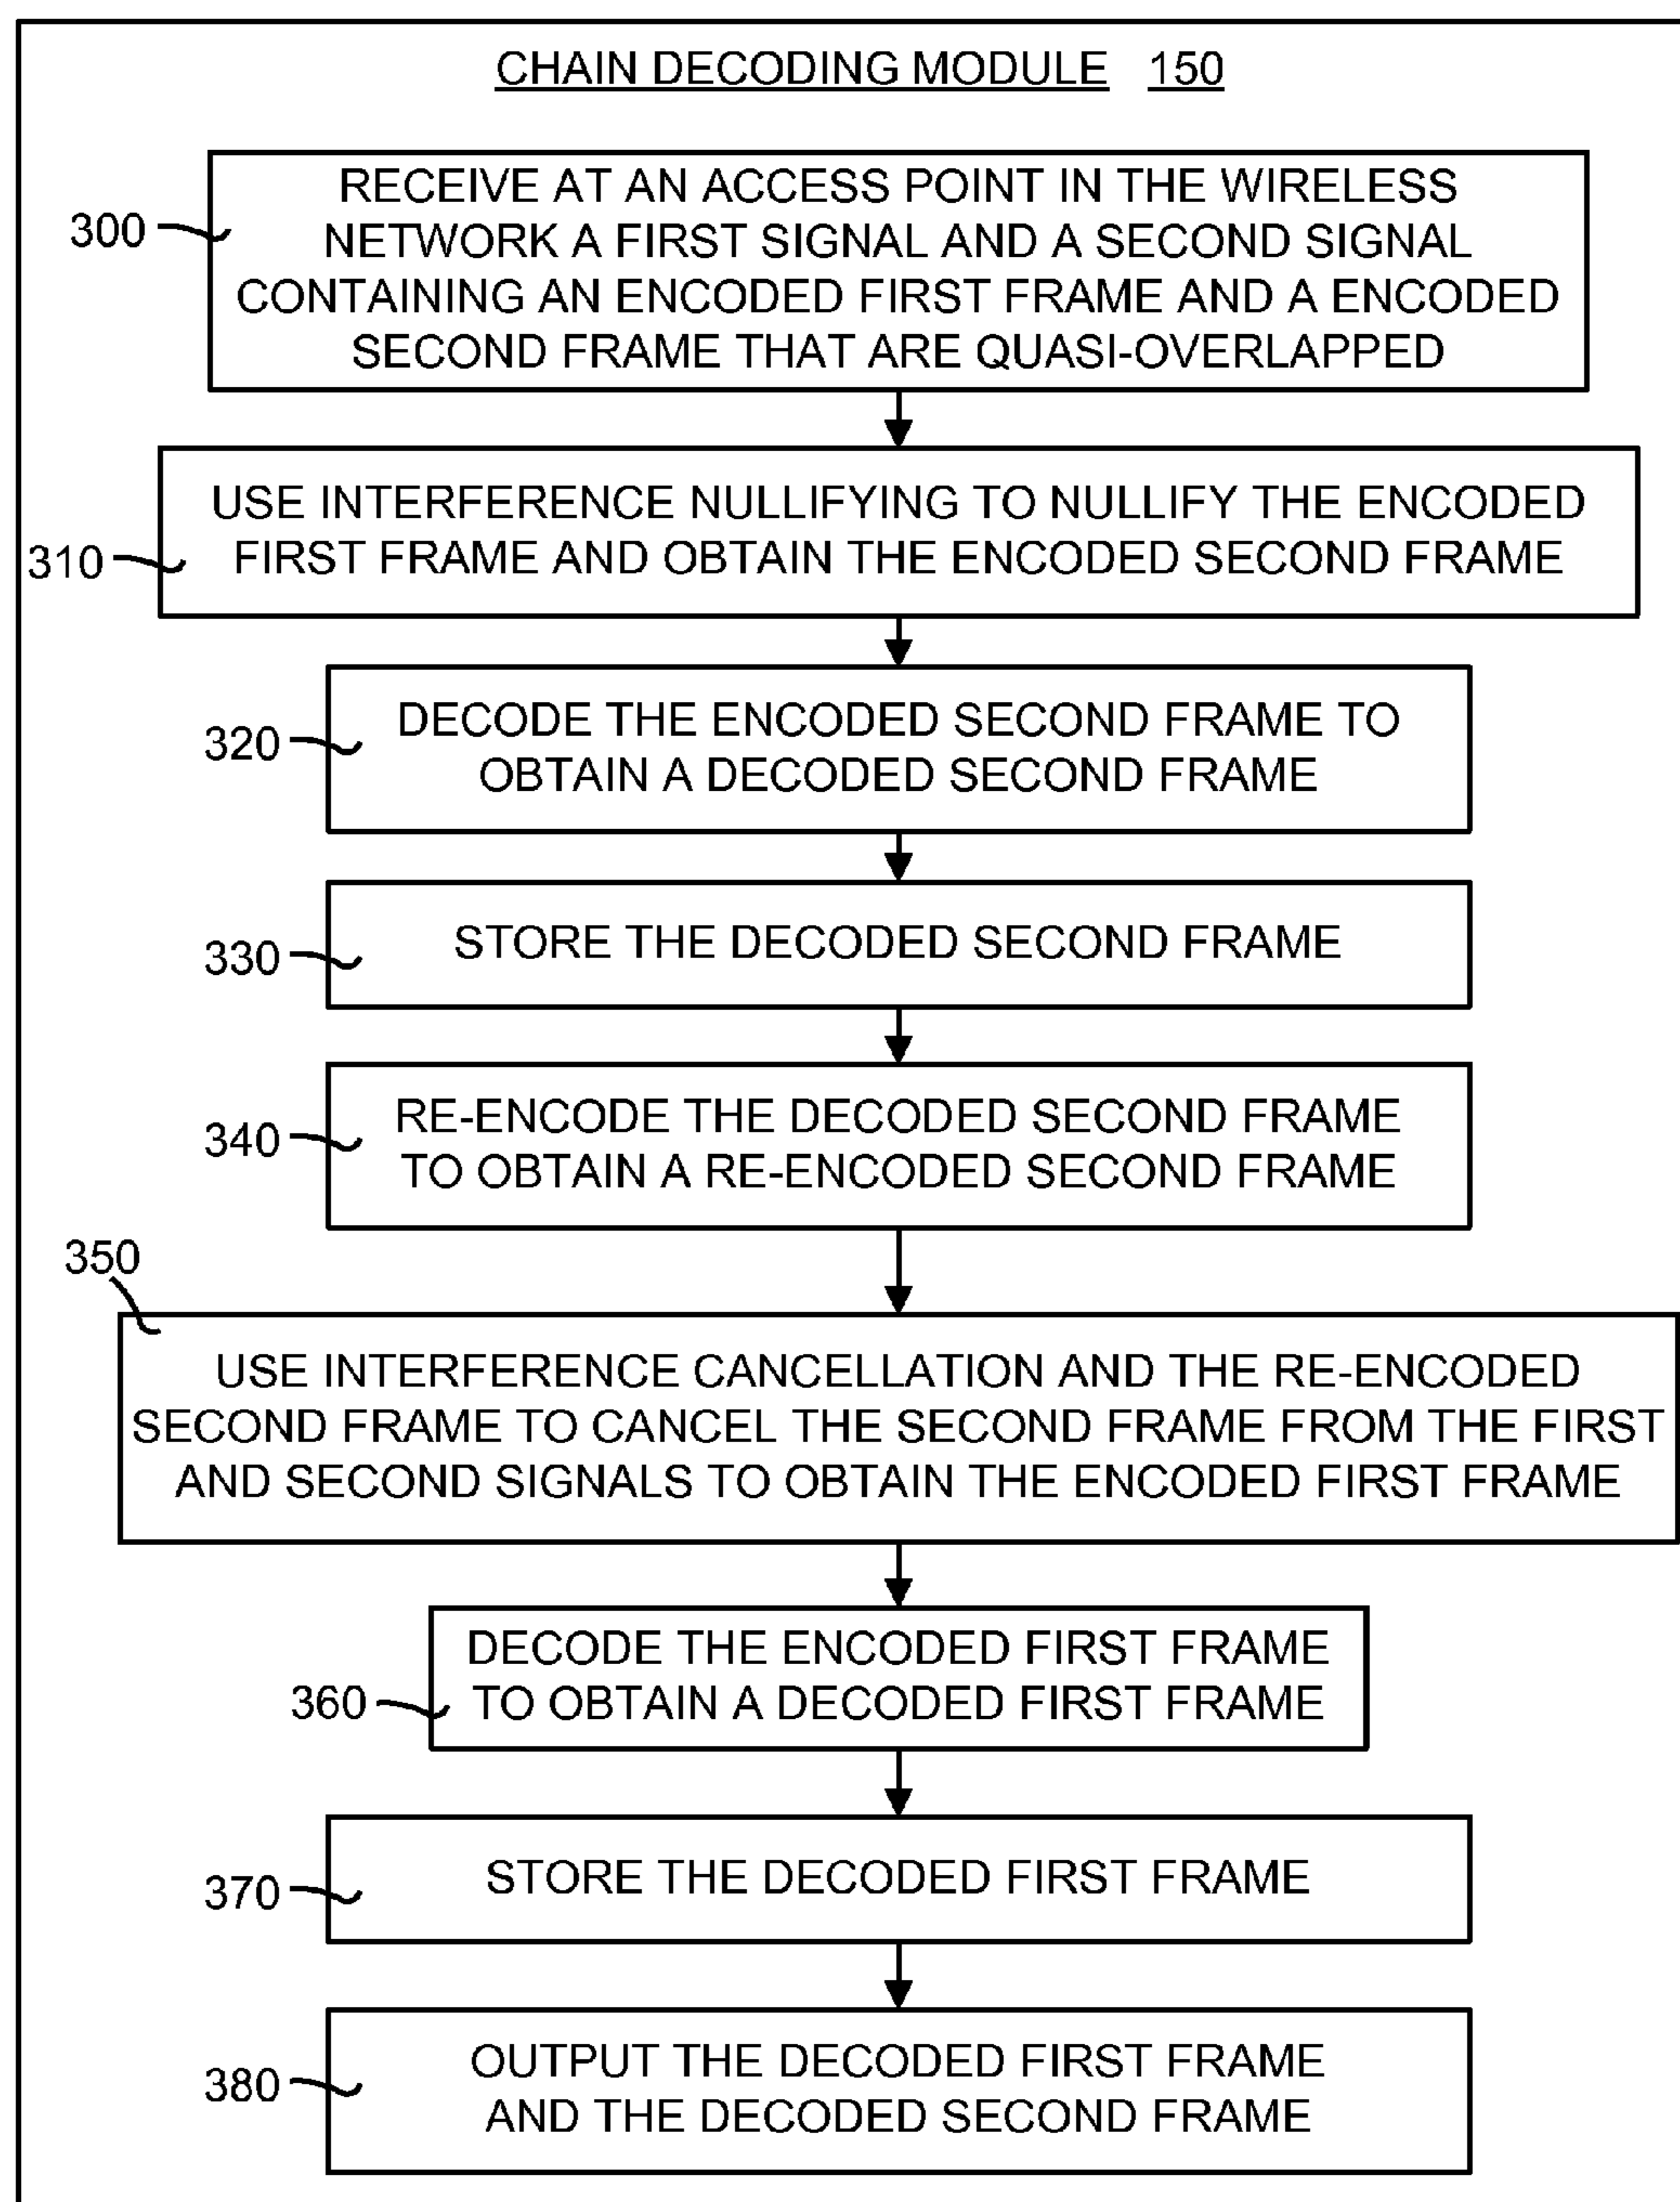 CHAIN DECODING MODULE 150
300
RECEIVE AT AN ACCESS POINT IN THE WIRELESS
NETWORK A FIRST SIGNAL AND A SECOND SIGNAL
CONTAINING AN ENCODED FIRST FRAME AND A ENCODED
SECOND FRAME THAT ARE QUASI-OVERLAPPED
310
USE INTERFERENCE NULLIFYING TO NULLIFY THE ENCODED
FIRST FRAME AND OBTAIN THE ENCODED SECOND FRAME
320
DECODE THE ENCODED SECOND FRAME TO
OBTAIN A DECODED SECOND FRAME
330
STORE THE DECODED SECOND FRAME
340
RE-ENCODE THE DECODED SECOND FRAME
TO OBTAIN A RE-ENCODED SECOND FRAME
350
USE INTERFERENCE CANCELLATION AND THE RE-ENCODED
SECOND FRAME TO CANCEL THE SECOND FRAME FROM THE FIRST
AND SECOND SIGNALS TO OBTAIN THE ENCODED FIRST FRAME
360
DECODE THE ENCODED FIRST FRAME
TO OBTAIN A DECODED FIRST FRAME
370
STORE THE DECODED FIRST FRAME
380
OUTPUT THE DECODED FIRST FRAME
AND THE DECODED SECOND FRAME